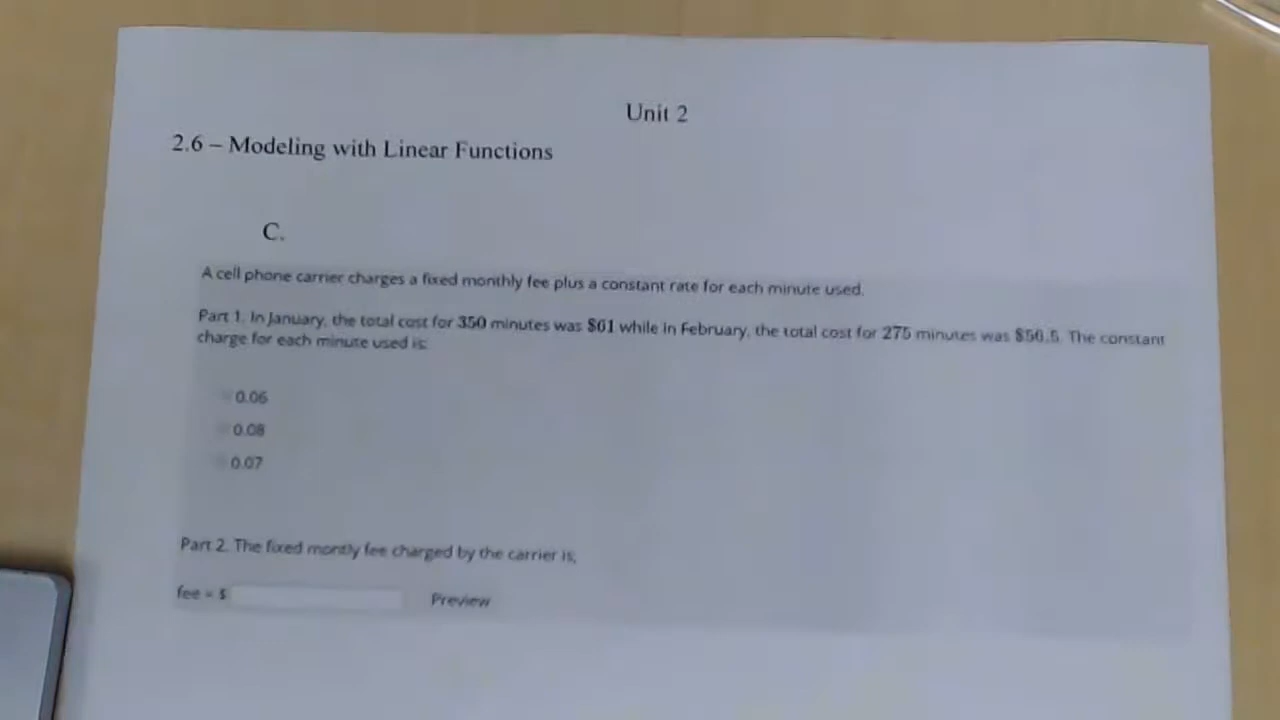 Unit 2
2.6 – Modeling with Linear Functions
C.
A cell phone carrier charges a fixed monthly fee plus a constant rate for each minute used.
Part 1. In January, the total cost for 350 minutes was $61 while in February, the total cost for 275 minutes was $56.5. The constant
charge for each minute used is:
0.06
0.08
0.07
Part 2. The fixed montly fee charged by the carrier is,
fee = $
Preview